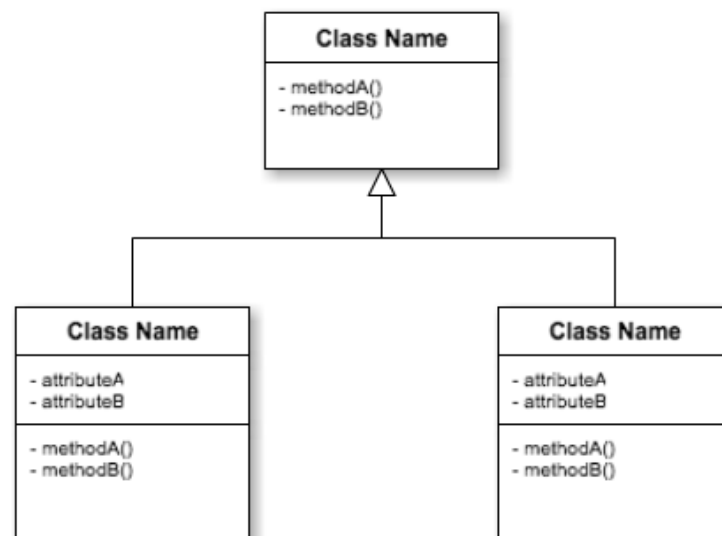 Class Name
- methodA()
- methodB()
Class Name
- attributeA
- attributeB
- methodA()
- methodB()
Class Name
- attributeA
- attributeB
- methodA()
- methodB()